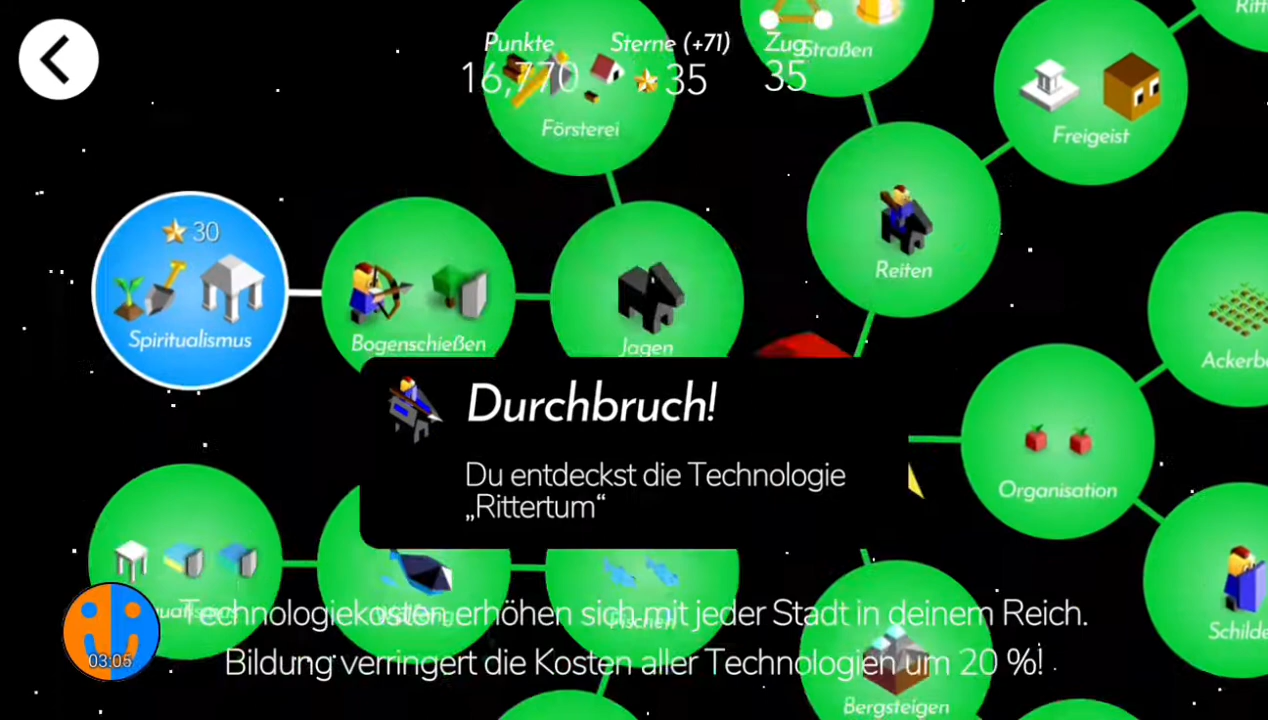 Punkte
Sterne (+71)
Zug
16,770
35
35
Straßen
Försterei
Freigeist
30
Reiten
Spiritualismus
Bogenschießen
Jagen
Durchbruch!
Du entdeckst die Technologie
„Rittertum“
Organisation
Technologiekosten erhöhen sich mit jeder Stadt in deinem Reich.
Fischen
Bildung verringert die Kosten aller Technologien um 20 %!
03:05
Bergsteigen